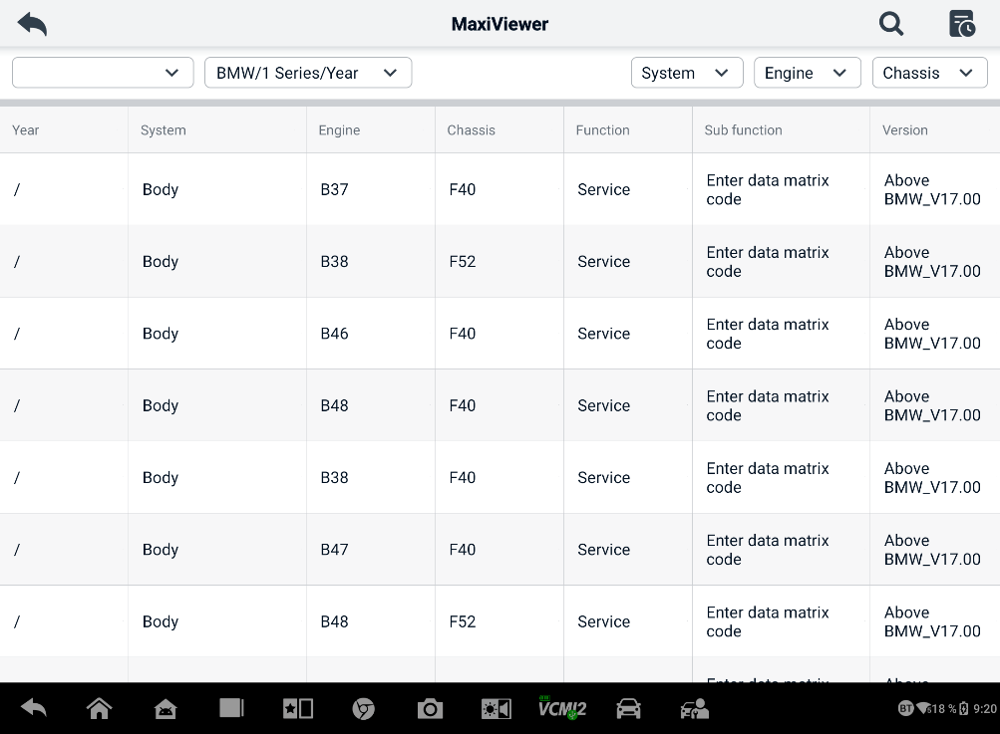 MaxiViewer
BMW/1 Series/Year
System
Engine
Chassis
Year System Engine Chassis Function Sub function Version
/ Body B37 F40 Service Enter data matrix code Above BMW_V17.00
/ Body B38 F52 Service Enter data matrix code Above BMW_V17.00
/ Body B46 F40 Service Enter data matrix code Above BMW_V17.00
/ Body B48 F40 Service Enter data matrix code Above BMW_V17.00
/ Body B38 F40 Service Enter data matrix code Above BMW_V17.00
/ Body B47 F40 Service Enter data matrix code Above BMW_V17.00
/ Body B48 F52 Service Enter data matrix code Above BMW_V17.00
Enter data matrix Above
VCMI2
BT 18 % 9:20